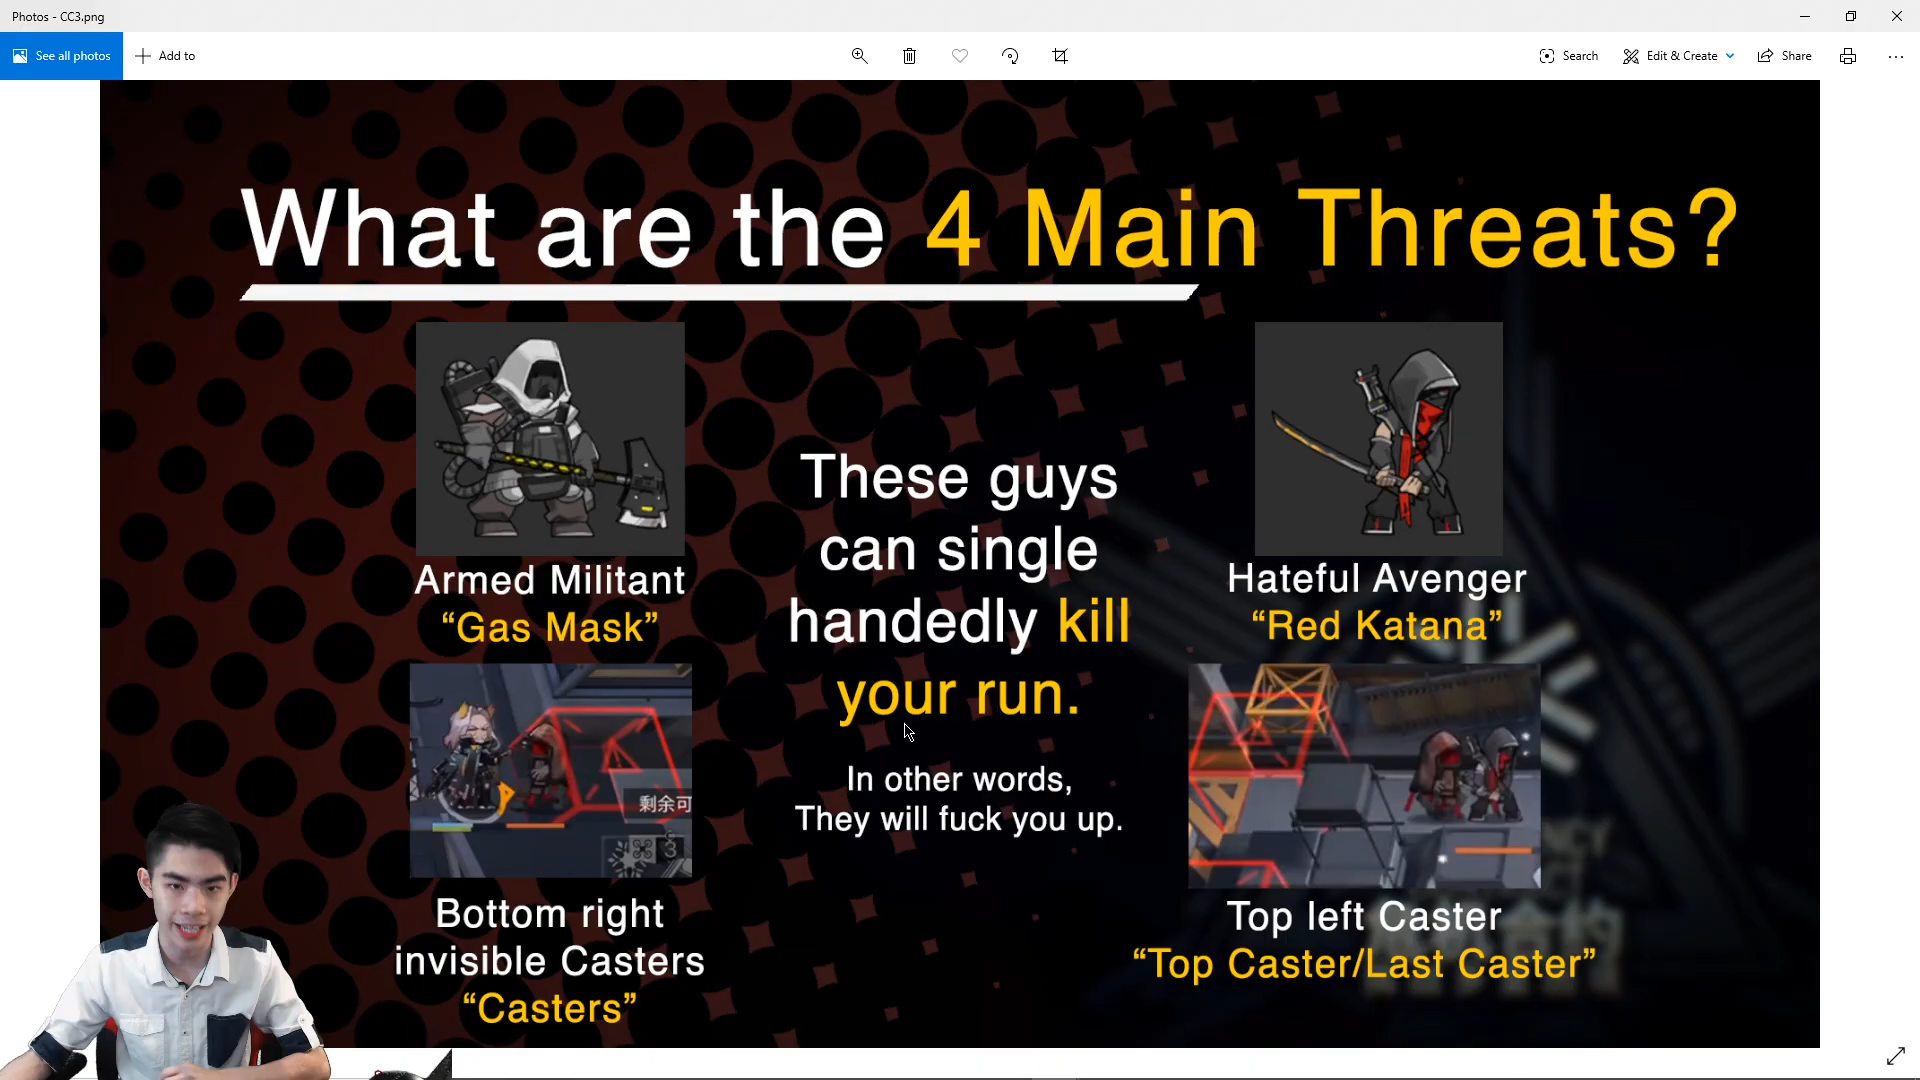 Photos - CC3.png
See all photos
Add to
Search
Edit & Create
Share
What are the 4 Main Threats?
Armed Militant
“Gas Mask”
These guys
can single
handedly kill
your run.
In other words,
They will fuck you up.
Hateful Avenger
“Red Katana”
剩余可
3
Bottom right
invisible Casters
“Casters”
Top left Caster
“Top Caster/Last Caster”